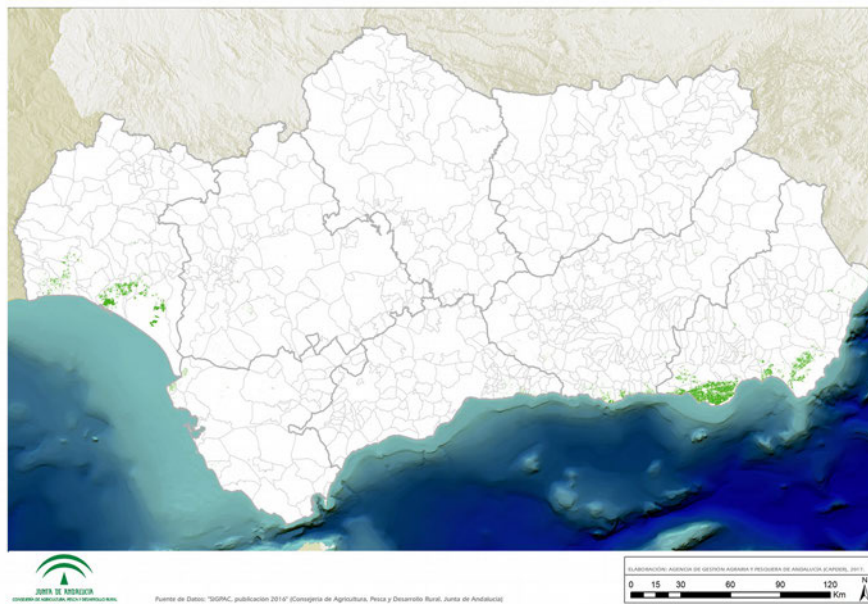 JUNTA DE ANDALUCIA
CONSEJERÍA DE AGRICULTURA, PESCA Y DESARROLLO RURAL
Fuente de Datos: "SIGPAC, publicación 2016" (Consejería de Agricultura, Pesca y Desarrollo Rural, Junta de Andalucía)
ELABORACIÓN: AGENCIA DE GESTIÓN AGRARIA Y PESQUERA DE ANDALUCÍA (CAPDER), 2017.
0 15 30 60 90 120
Km
N